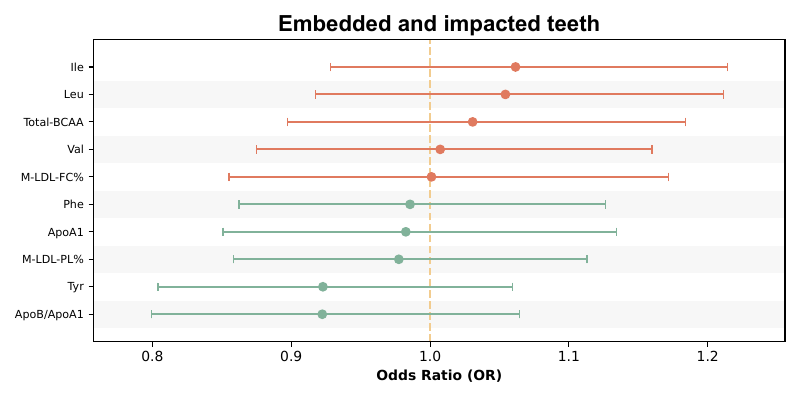 Embedded and impacted teeth
Ile
Leu
Total-BCAA
Val
M-LDL-FC%
Phe
ApoA1
M-LDL-PL%
Tyr
ApoB/ApoA1
0.8 0.9 1.0 1.1 1.2
Odds Ratio (OR)